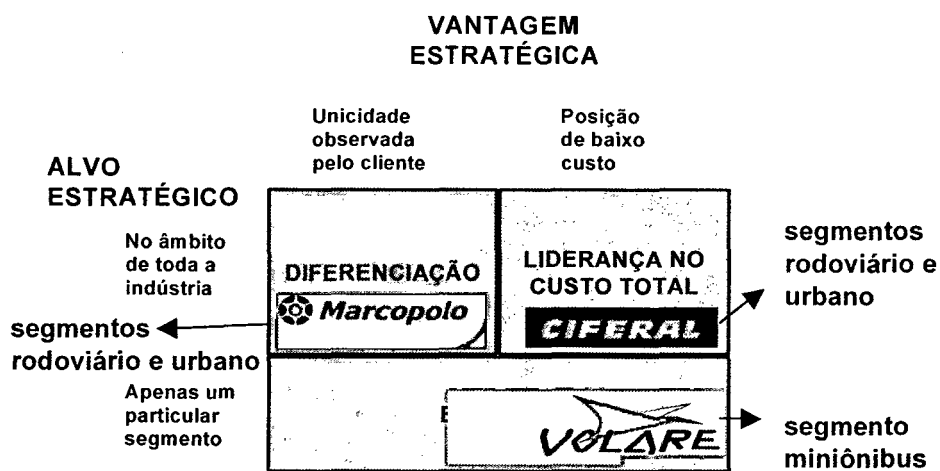 VANTAGEM
ESTRATÉGICA
Unicidade
observada
pelo cliente
Posição
de baixo
custo
ALVO
ESTRATÉGICO
No âmbito
de toda a
indústria
DIFERENCIAÇÃO
Marcopolo
LIDERANÇA NO
CUSTO TOTAL
CIFERAL
segmentos
rodoviário e
urbano
segmentos
rodoviário e urbano
Apenas um
particular
segmento
VOLARE
segmento
miniônibus